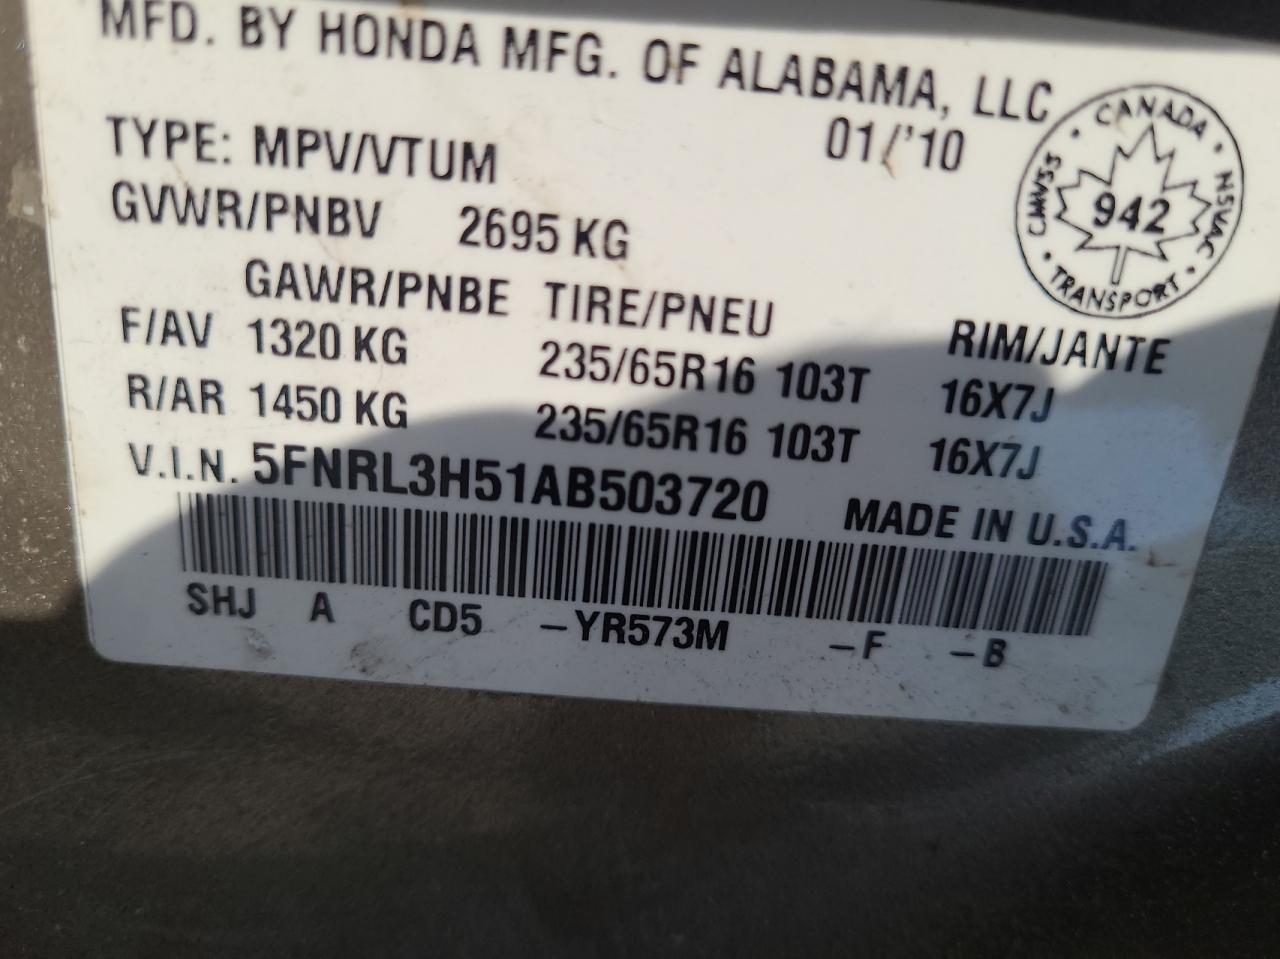 MFD. BY HONDA MFG. OF ALABAMA, LLC
01/'10
CANADA
CMVSS
NSVAC
942
TRANSPORT
TYPE: MPV/VTUM
GVWR/PNBV 2695 KG
GAWR/PNBE TIRE/PNEU RIM/JANTE
F/AV 1320 KG 235/65R16 103T 16X7J
R/AR 1450 KG 235/65R16 103T 16X7J
V.I.N. 5FNRL3H51AB503720 MADE IN U.S.A.
SHJ A CD5 -YR573M -F -B